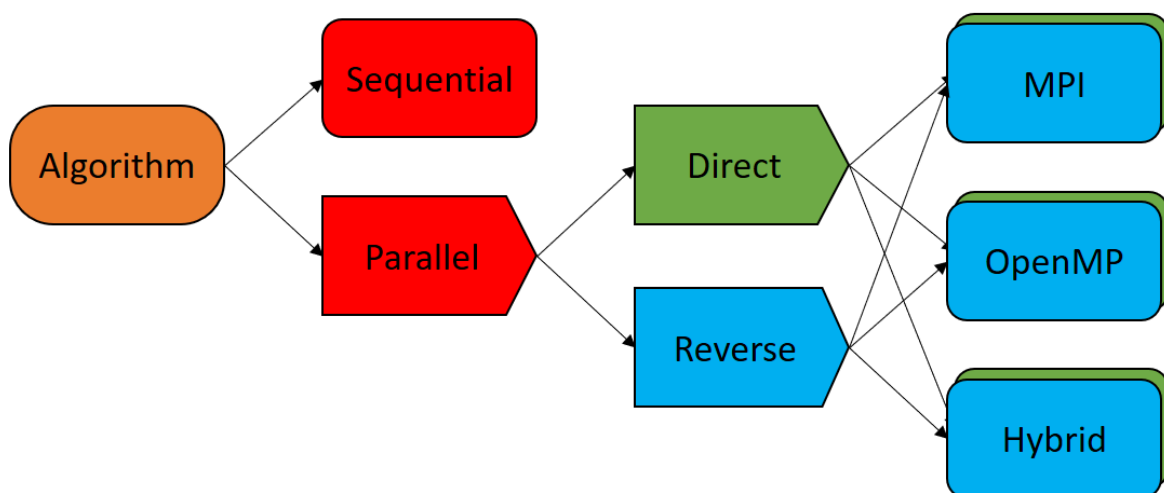 Algorithm
Sequential
Parallel
Direct
Reverse
MPI
OpenMP
Hybrid